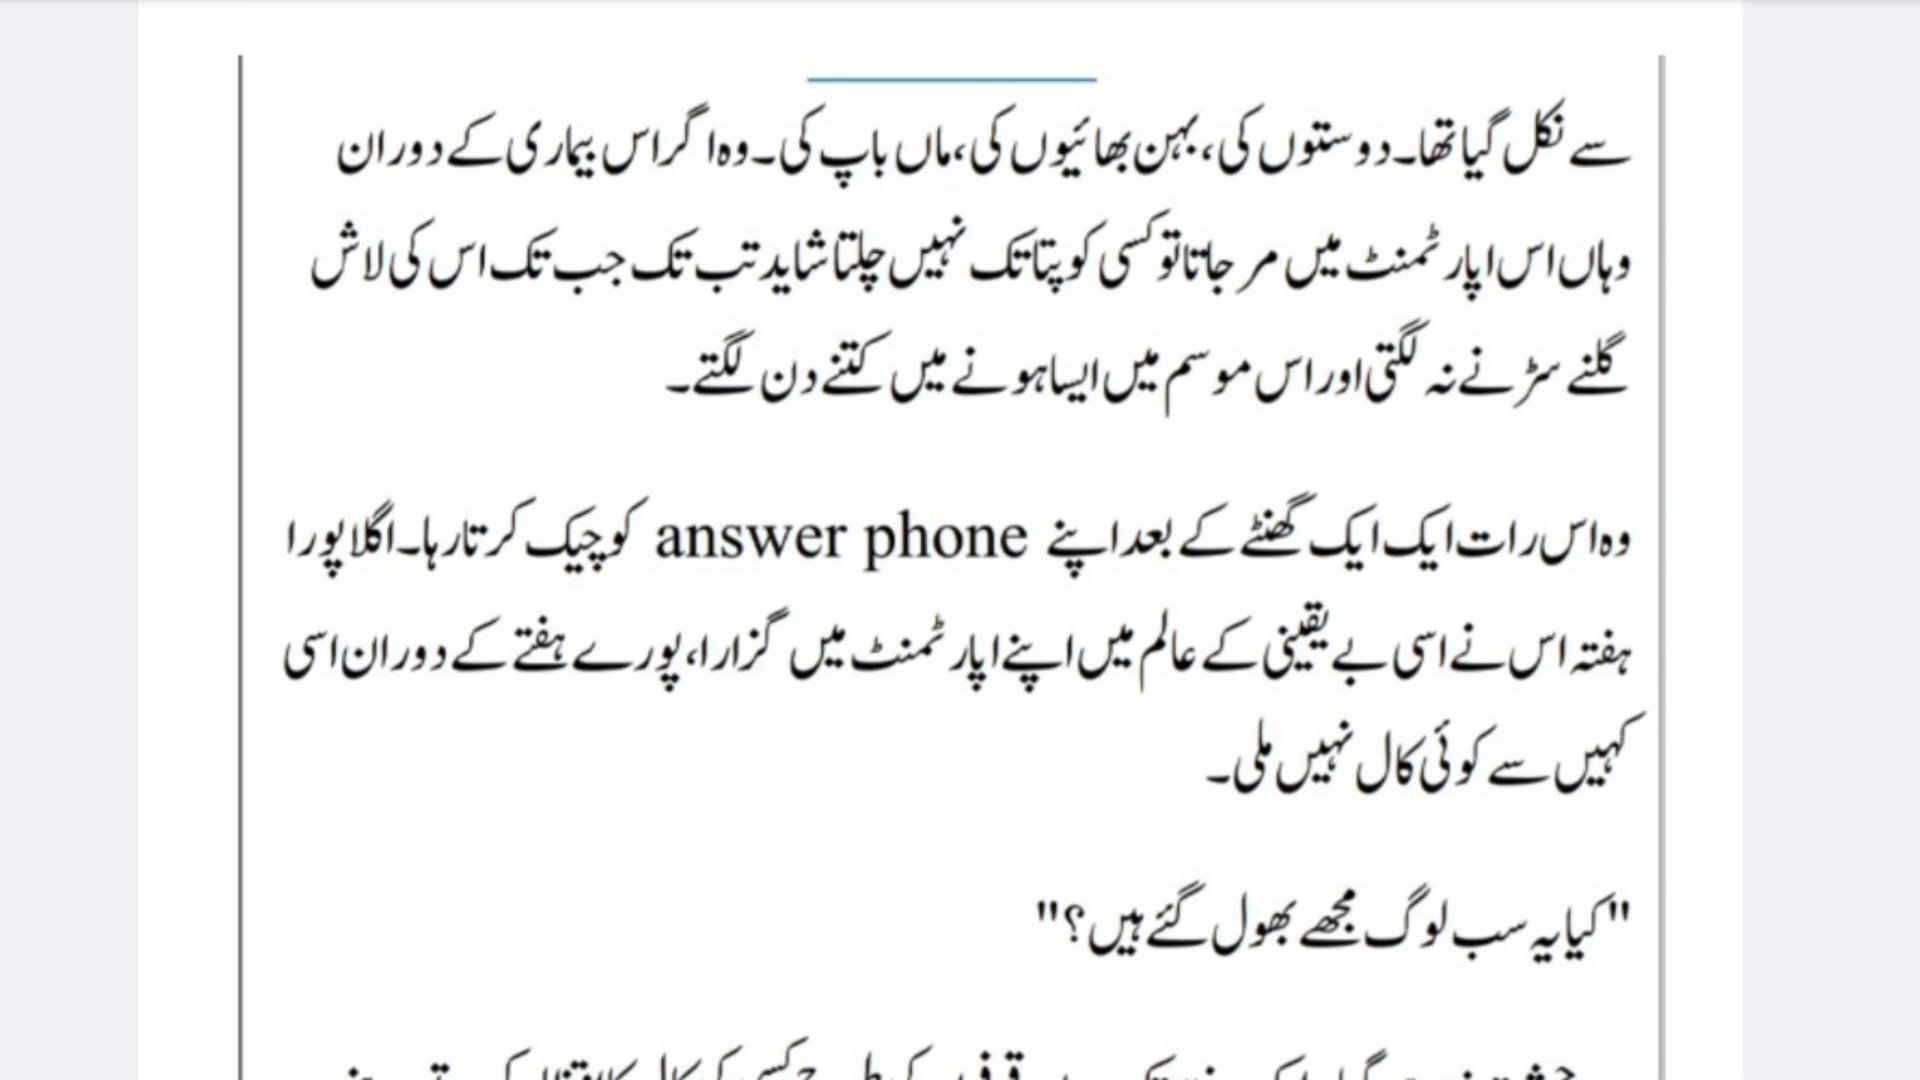 سے نکل گیا تھا۔ دوستوں کی، بہن بھائیوں کی، ماں باپ کی۔ وہ اگر اس بیماری کے دوران
وہاں اس اپارٹمنٹ میں مر جاتا تو کسی کو پتا تک نہیں چلتا شاید تب تک جب تک اس کی لاش
گلنے سڑنے نہ لگتی اور اس موسم میں ایسا ہونے میں کتنے دن لگتے۔
وہ اس رات ایک ایک گھنٹے کے بعد اپنے answer phone کو چیک کرتا رہا۔ اگلا پورا
ہفتہ اس نے اسی بے یقینی کے عالم میں اپنے اپارٹمنٹ میں گزارا، پورے ہفتے کے دوران اسی
کہیں سے کوئی کال نہیں ملی۔
"کیا یہ سب لوگ مجھے بھول گئے ہیں؟"